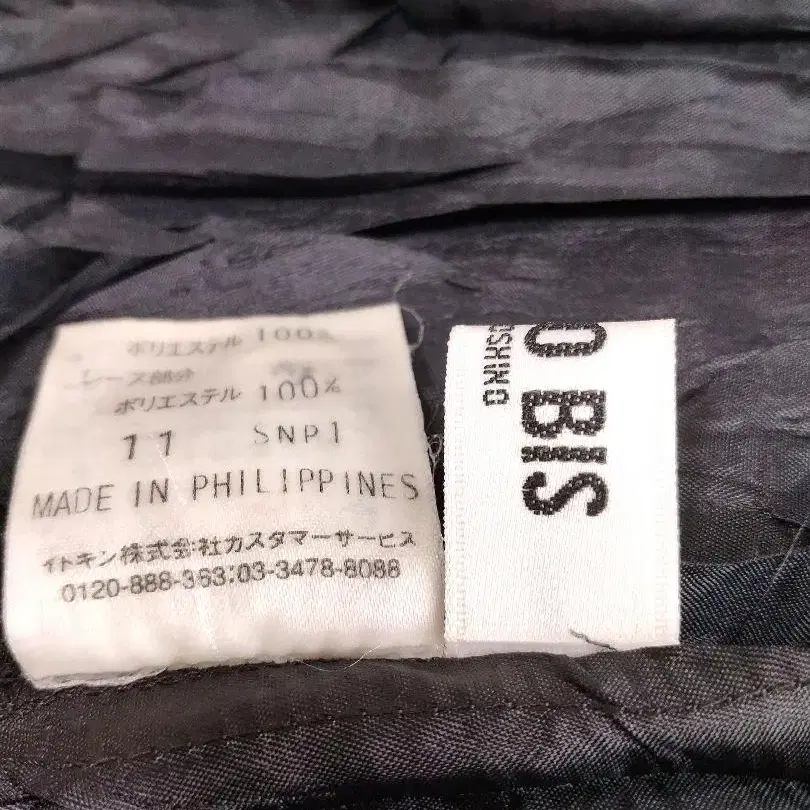 ポリエステル 100%
レース部分
ポリエステル 100%
11 SNP1
MADE IN PHILIPPINES
イトキン株式会社カスタマーサービス
0120-888-363:03-3478-8088
O BIS